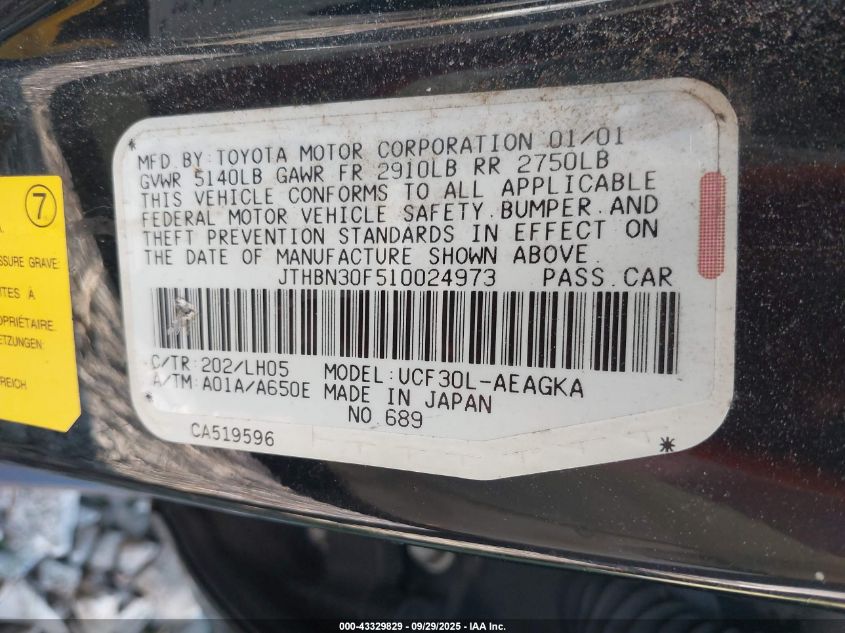 MFD BY:TOYOTA MOTOR CORPORATION 01/01
GVWR 5140LB GAWR FR 2910LB RR 2750LB
THIS VEHICLE CONFORMS TO ALL APPLICABLE
FEDERAL MOTOR VEHICLE SAFETY.BUMPER.AND
THEFT PREVENTION STANDARDS IN EFFECT ON
THE DATE OF MANUFACTURE SHOWN ABOVE.
JTHBN30F510024973 PASS.CAR
C/TR:202/LH05 MODEL:UCF30L-AEAGKA
A/TM:A01A/A650E MADE IN JAPAN
NO.689
CA519596
7
SSURE GRAVE
TES À
OPRIÉTAIRE.
ETZUNGEN:
REICH
000-43329829 | 09/29/2025 | IAA Inc.